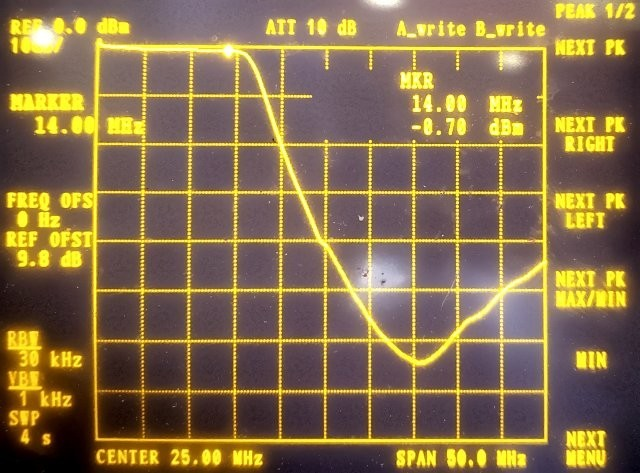 REF 0.0 dBm
ATT 10 dB
A_write B_write
PEAK 1/2
NEXT PK
MKR
14.00 MHz
-0.70 dBm
MARKER
14.00 MHz
NEXT PK
RIGHT
FREQ OFS
0 Hz
REF OFST
9.8 dB
NEXT PK
LEFT
NEXT PK
MAX/MIN
RBW
30 kHz
VBW
1 kHz
SWP
4 s
MIN
CENTER 25.00 MHz
SPAN 50.0 MHz
NEXT
MENU